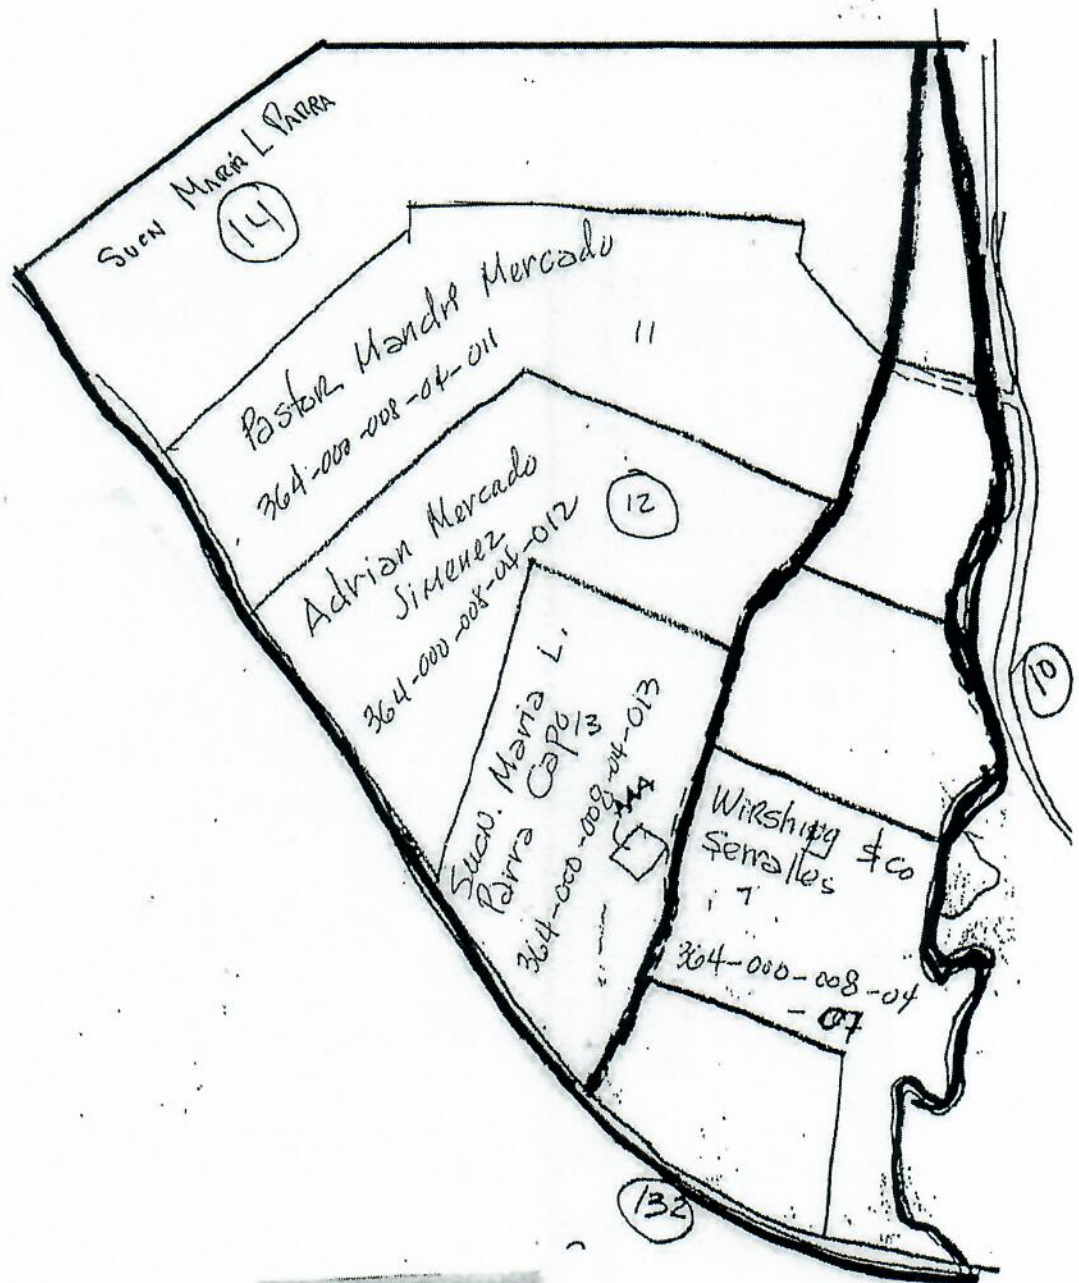 Sucn Maria L Parra
14
Pastor Mandri Mercado
11
364-000-008-04-011
Adrian Mercado
Jimenez
364-000-008-04-012
12
Sucn. Maria L.
Parra Capo 13
364-000-008-04-013
AAA
Wirshing & Co
Serralles
7
364-000-008-04
-07
10
132